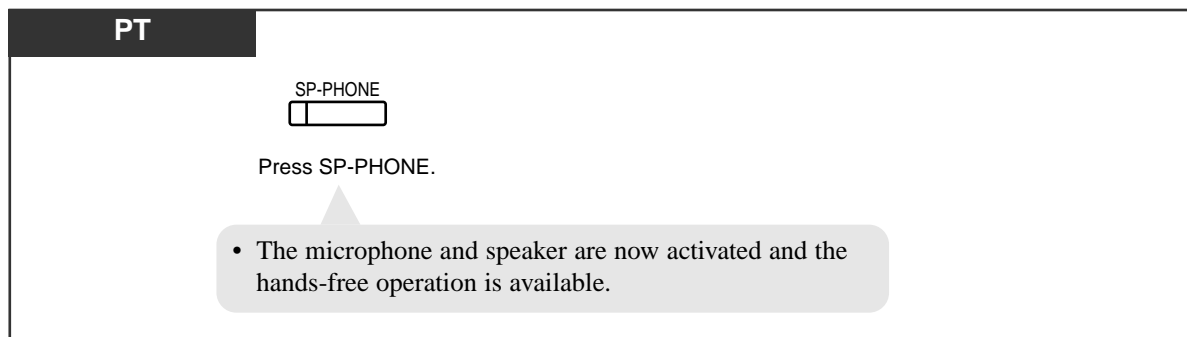 PT
SP-PHONE
Press SP-PHONE.
• The microphone and speaker are now activated and the
hands-free operation is available.